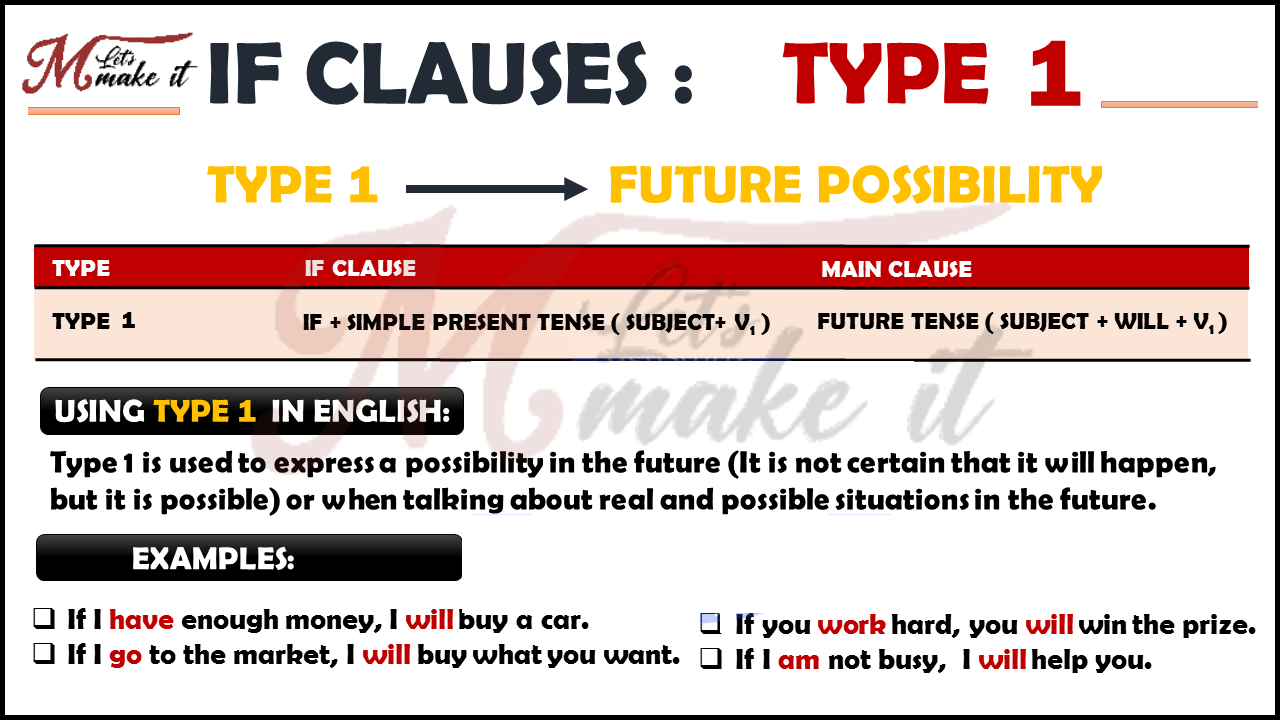 Let's
Make it
IF CLAUSES : TYPE 1
TYPE 1 FUTURE POSSIBILITY
TYPE IF CLAUSE MAIN CLAUSE
TYPE 1 IF + SIMPLE PRESENT TENSE ( SUBJECT+ V1 ) FUTURE TENSE ( SUBJECT + WILL + V1 )
Let's
make it
USING TYPE 1 IN ENGLISH:
Type 1 is used to express a possibility in the future (It is not certain that it will happen,
but it is possible) or when talking about real and possible situations in the future.
EXAMPLES:
❑ If I have enough money, I will buy a car.
❑ If I go to the market, I will buy what you want.
❑ If you work hard, you will win the prize.
❑ If I am not busy, I will help you.